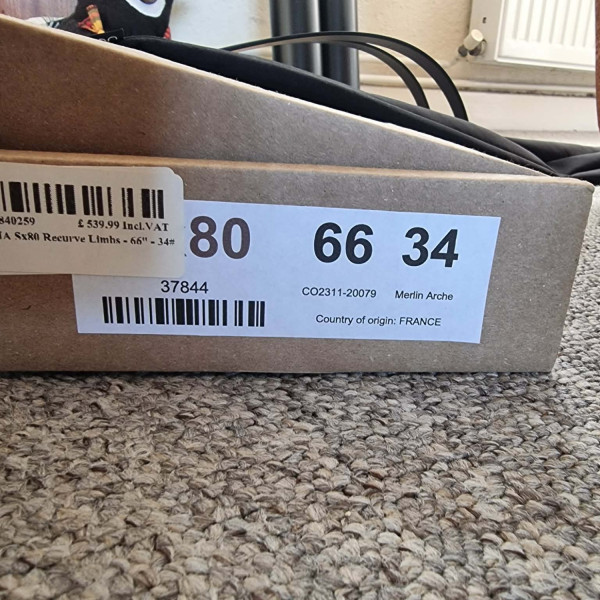 840259 £ 539.99 Incl.VAT
Sx80 Recurve Limbs - 66" - 34#
80 66 34
37844
CO2311-20079 Merlin Arche
Country of origin: FRANCE